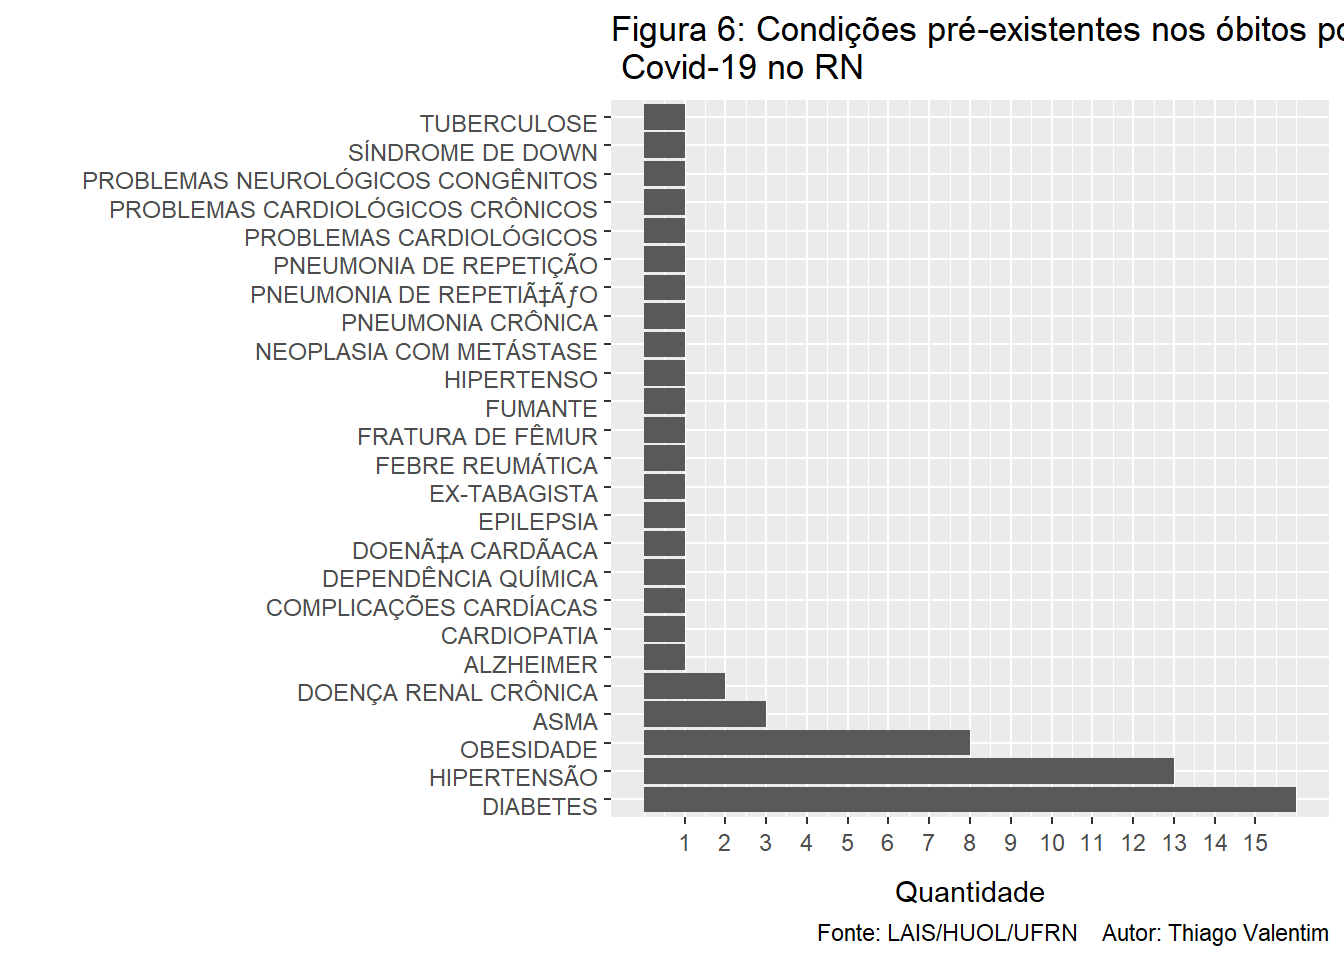 Figura 6: Condições pré-existentes nos óbitos po
Covid-19 no RN
TUBERCULOSE
SÍNDROME DE DOWN
PROBLEMAS NEUROLÓGICOS CONGÊNITOS
PROBLEMAS CARDIOLÓGICOS CRÔNICOS
PROBLEMAS CARDIOLÓGICOS
PNEUMONIA DE REPETIÇÃO
PNEUMONIA DE REPETIÃ‡ÃƒO
PNEUMONIA CRÔNICA
NEOPLASIA COM METÁSTASE
HIPERTENSO
FUMANTE
FRATURA DE FÊMUR
FEBRE REUMÁTICA
EX-TABAGISTA
EPILEPSIA
DOENÃ‡A CARDÃACA
DEPENDÊNCIA QUÍMICA
COMPLICAÇÕES CARDÍACAS
CARDIOPATIA
ALZHEIMER
DOENÇA RENAL CRÔNICA
ASMA
OBESIDADE
HIPERTENSÃO
DIABETES
1 2 3 4 5 6 7 8 9 10 11 12 13 14 15
Quantidade
Fonte: LAIS/HUOL/UFRN Autor: Thiago Valentim